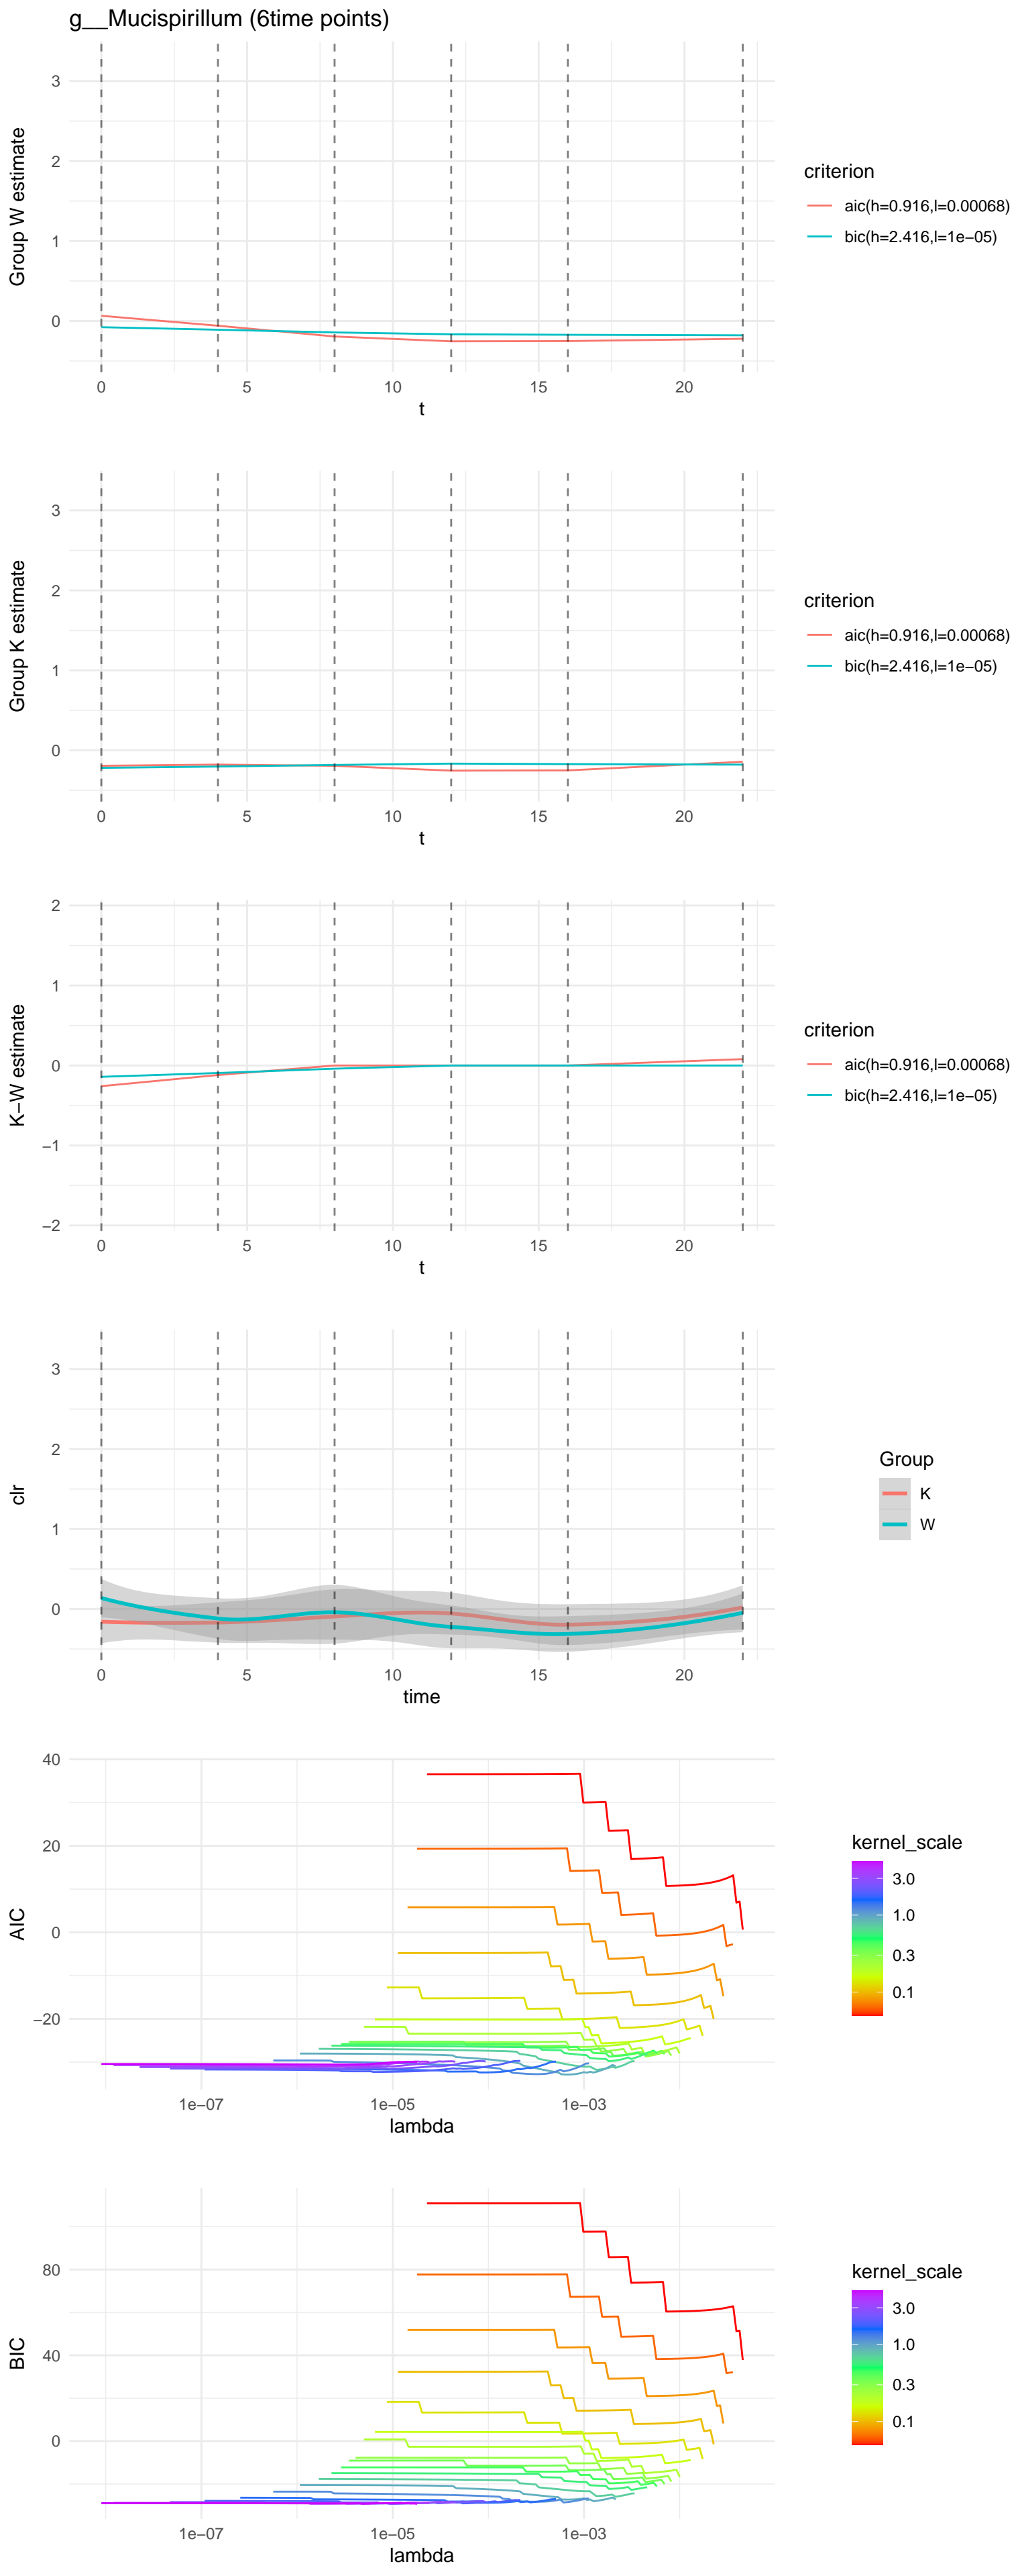 g__Mucispirillum (6time points)
Group W estimate
3
2
1
0
0
5
10
15
20
t
criterion
aic(h=0.916,l=0.00068)
bic(h=2.416,l=1e−05)
Group K estimate
3
2
1
0
0
5
10
15
20
t
criterion
aic(h=0.916,l=0.00068)
bic(h=2.416,l=1e−05)
K−W estimate
2
1
0
−1
−2
0
5
10
15
20
t
criterion
aic(h=0.916,l=0.00068)
bic(h=2.416,l=1e−05)
clr
3
2
1
0
0
5
10
15
20
time
Group
K
W
AIC
40
20
0
−20
1e−07
1e−05
1e−03
lambda
kernel_scale
3.0
1.0
0.3
0.1
BIC
80
40
0
1e−07
1e−05
1e−03
lambda
kernel_scale
3.0
1.0
0.3
0.1